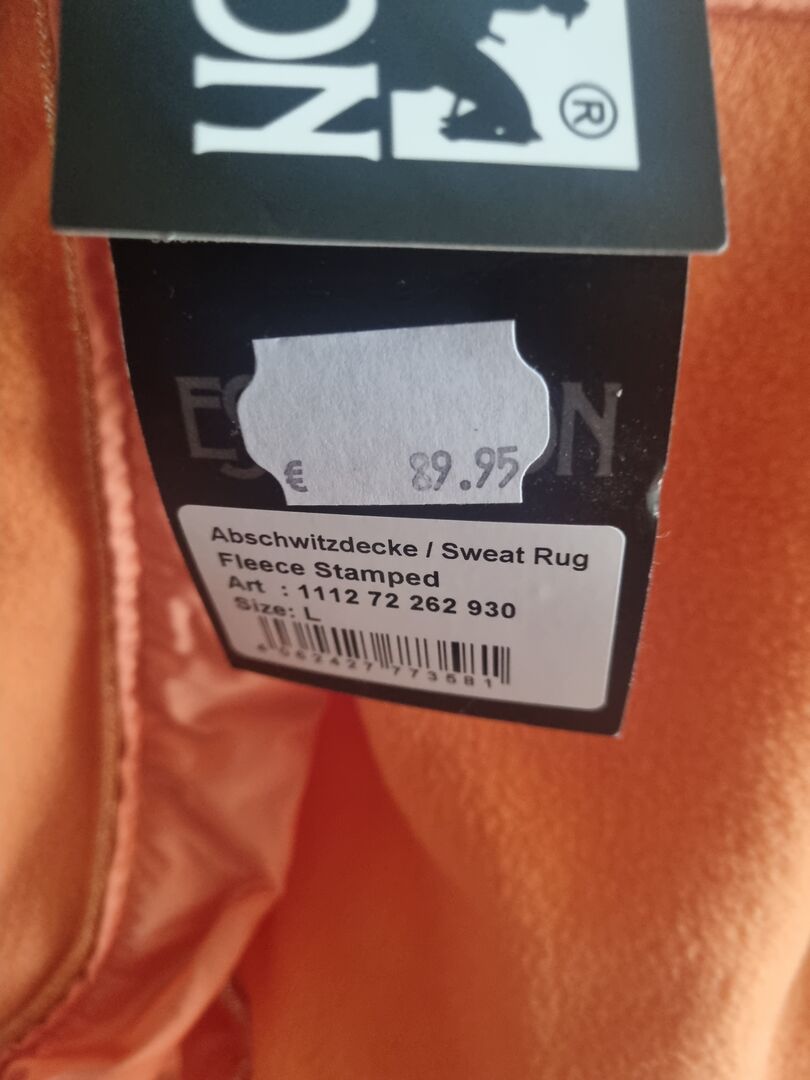 ON
®
€ 89.95
Abschwitzdecke / Sweat Rug
Fleece Stamped
Art : 1112 72 262 930
Size: L